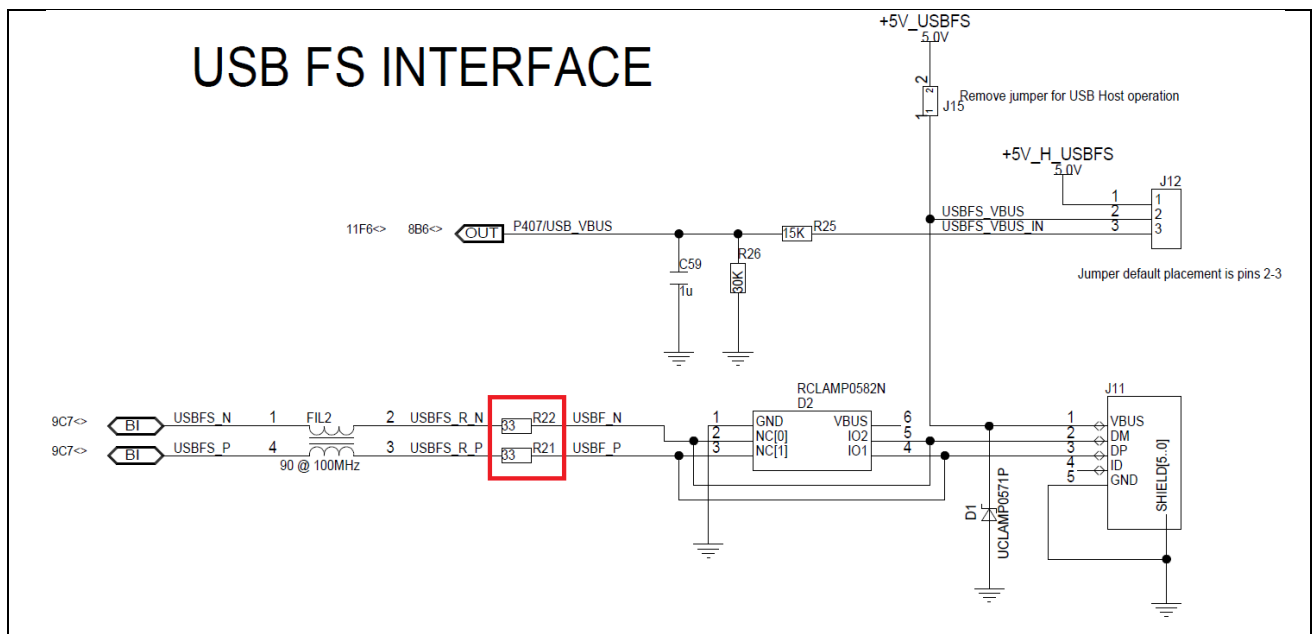 USB FS INTERFACE
+5V_USBFS
5.0V
2
2
1
1
J15
Remove jumper for USB Host operation
+5V_H_USBFS
5.0V
J12
1
1
USBFS_VBUS
2
2
USBFS_VBUS_IN
3
3
11F6<>
8B6<>
OUT
P407/USB_VBUS
15K
R25
C59
1u
R26
30K
Jumper default placement is pins 2-3
RCLAMP0582N
D2
J11
9C7<>
BI
USBFS_N
1
FIL2
2
USBFS_R_N
33
R22
USBF_N
1
GND
VBUS
6
1
VBUS
2
NC[0]
IO2
5
2
DM
9C7<>
BI
USBFS_P
4
3
USBFS_R_P
33
R21
USBF_P
3
NC[1]
IO1
4
3
DP
90 @ 100MHz
4
ID
5
GND
SHIELD[5..0]
D1
UCLAMP0571P